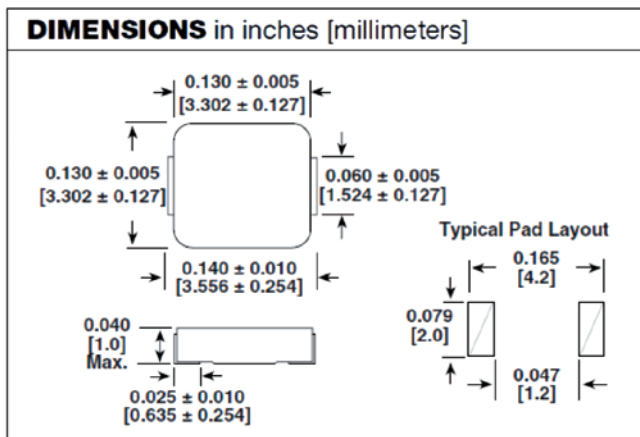 DIMENSIONS in inches [millimeters]
0.130 ± 0.005
[3.302 ± 0.127]
0.130 ± 0.005
[3.302 ± 0.127]
0.060 ± 0.005
[1.524 ± 0.127]
0.140 ± 0.010
[3.556 ± 0.254]
Typical Pad Layout
0.165
[4.2]
0.079
[2.0]
0.047
[1.2]
0.040
[1.0]
Max.
0.025 ± 0.010
[0.635 ± 0.254]